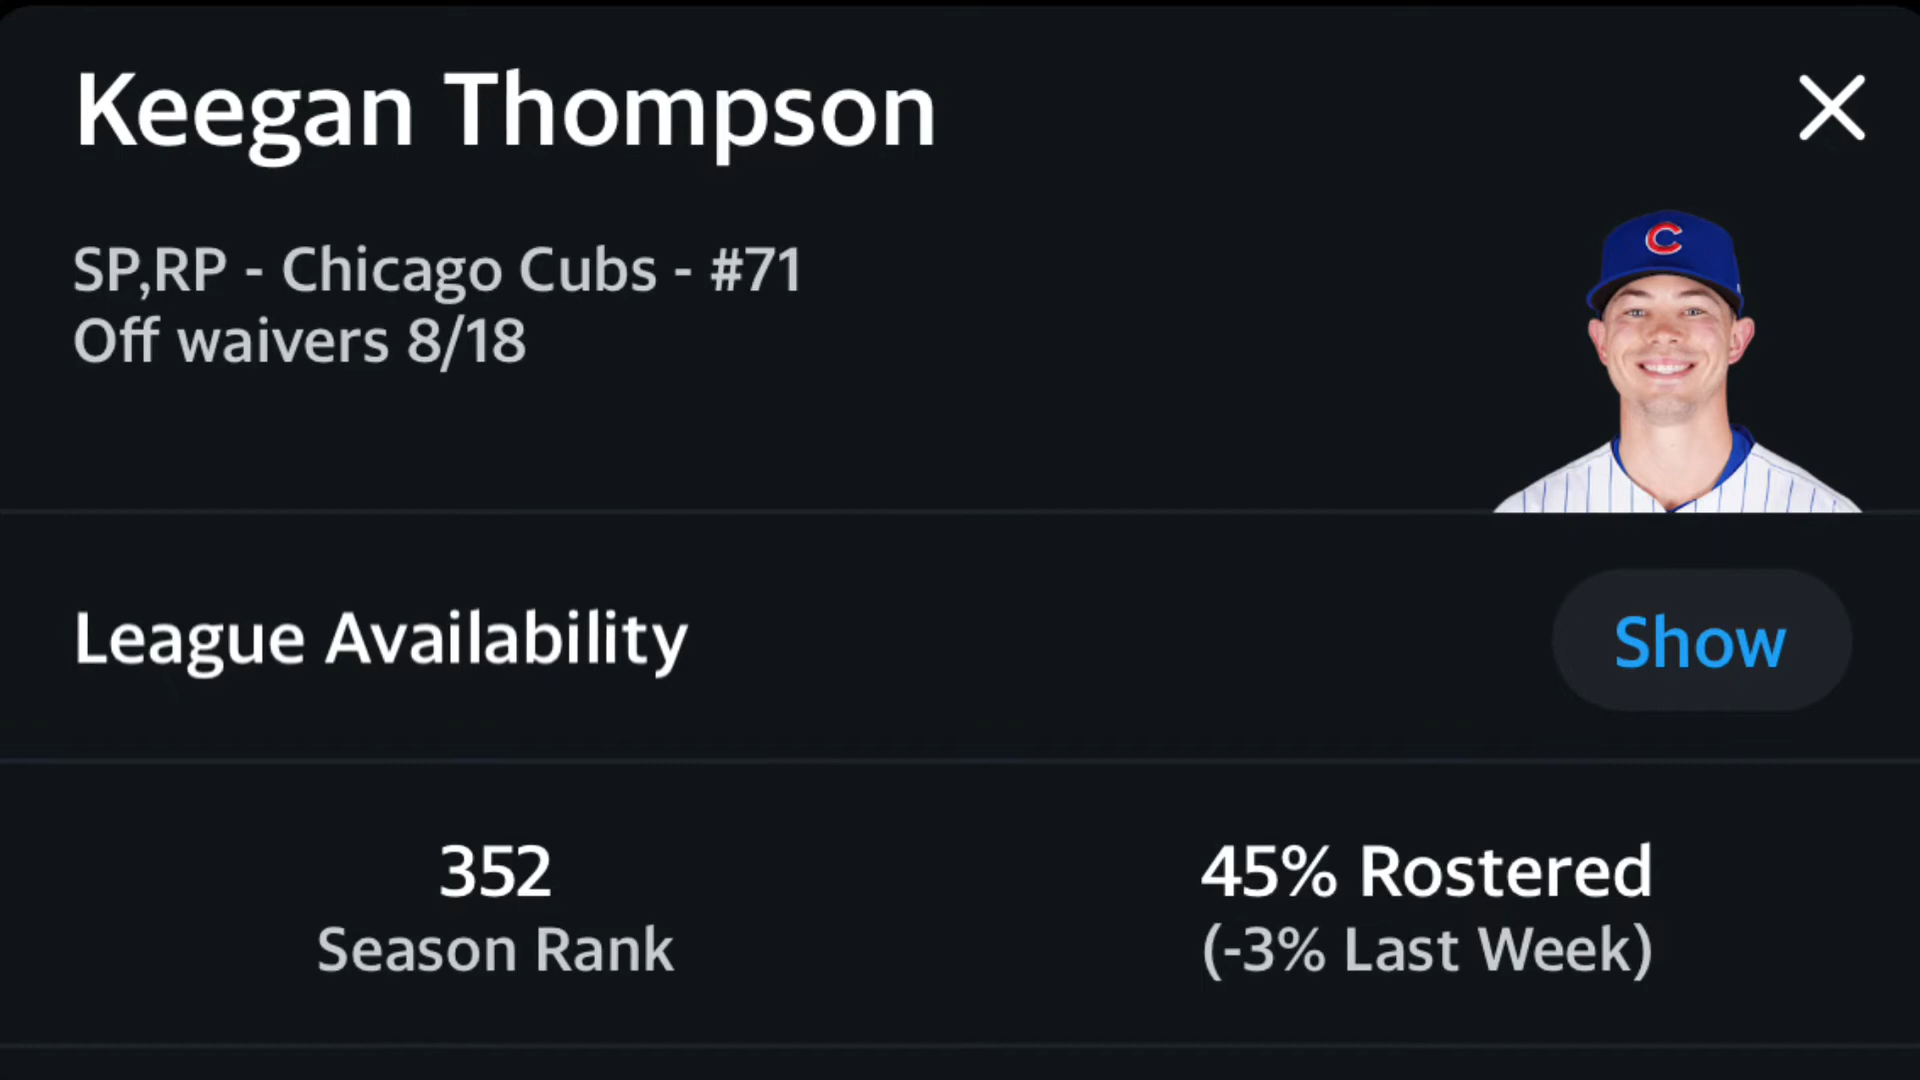 Keegan Thompson
SP,RP - Chicago Cubs - #71
Off waivers 8/18
C
League Availability
Show
352
Season Rank
45% Rostered
(-3% Last Week)